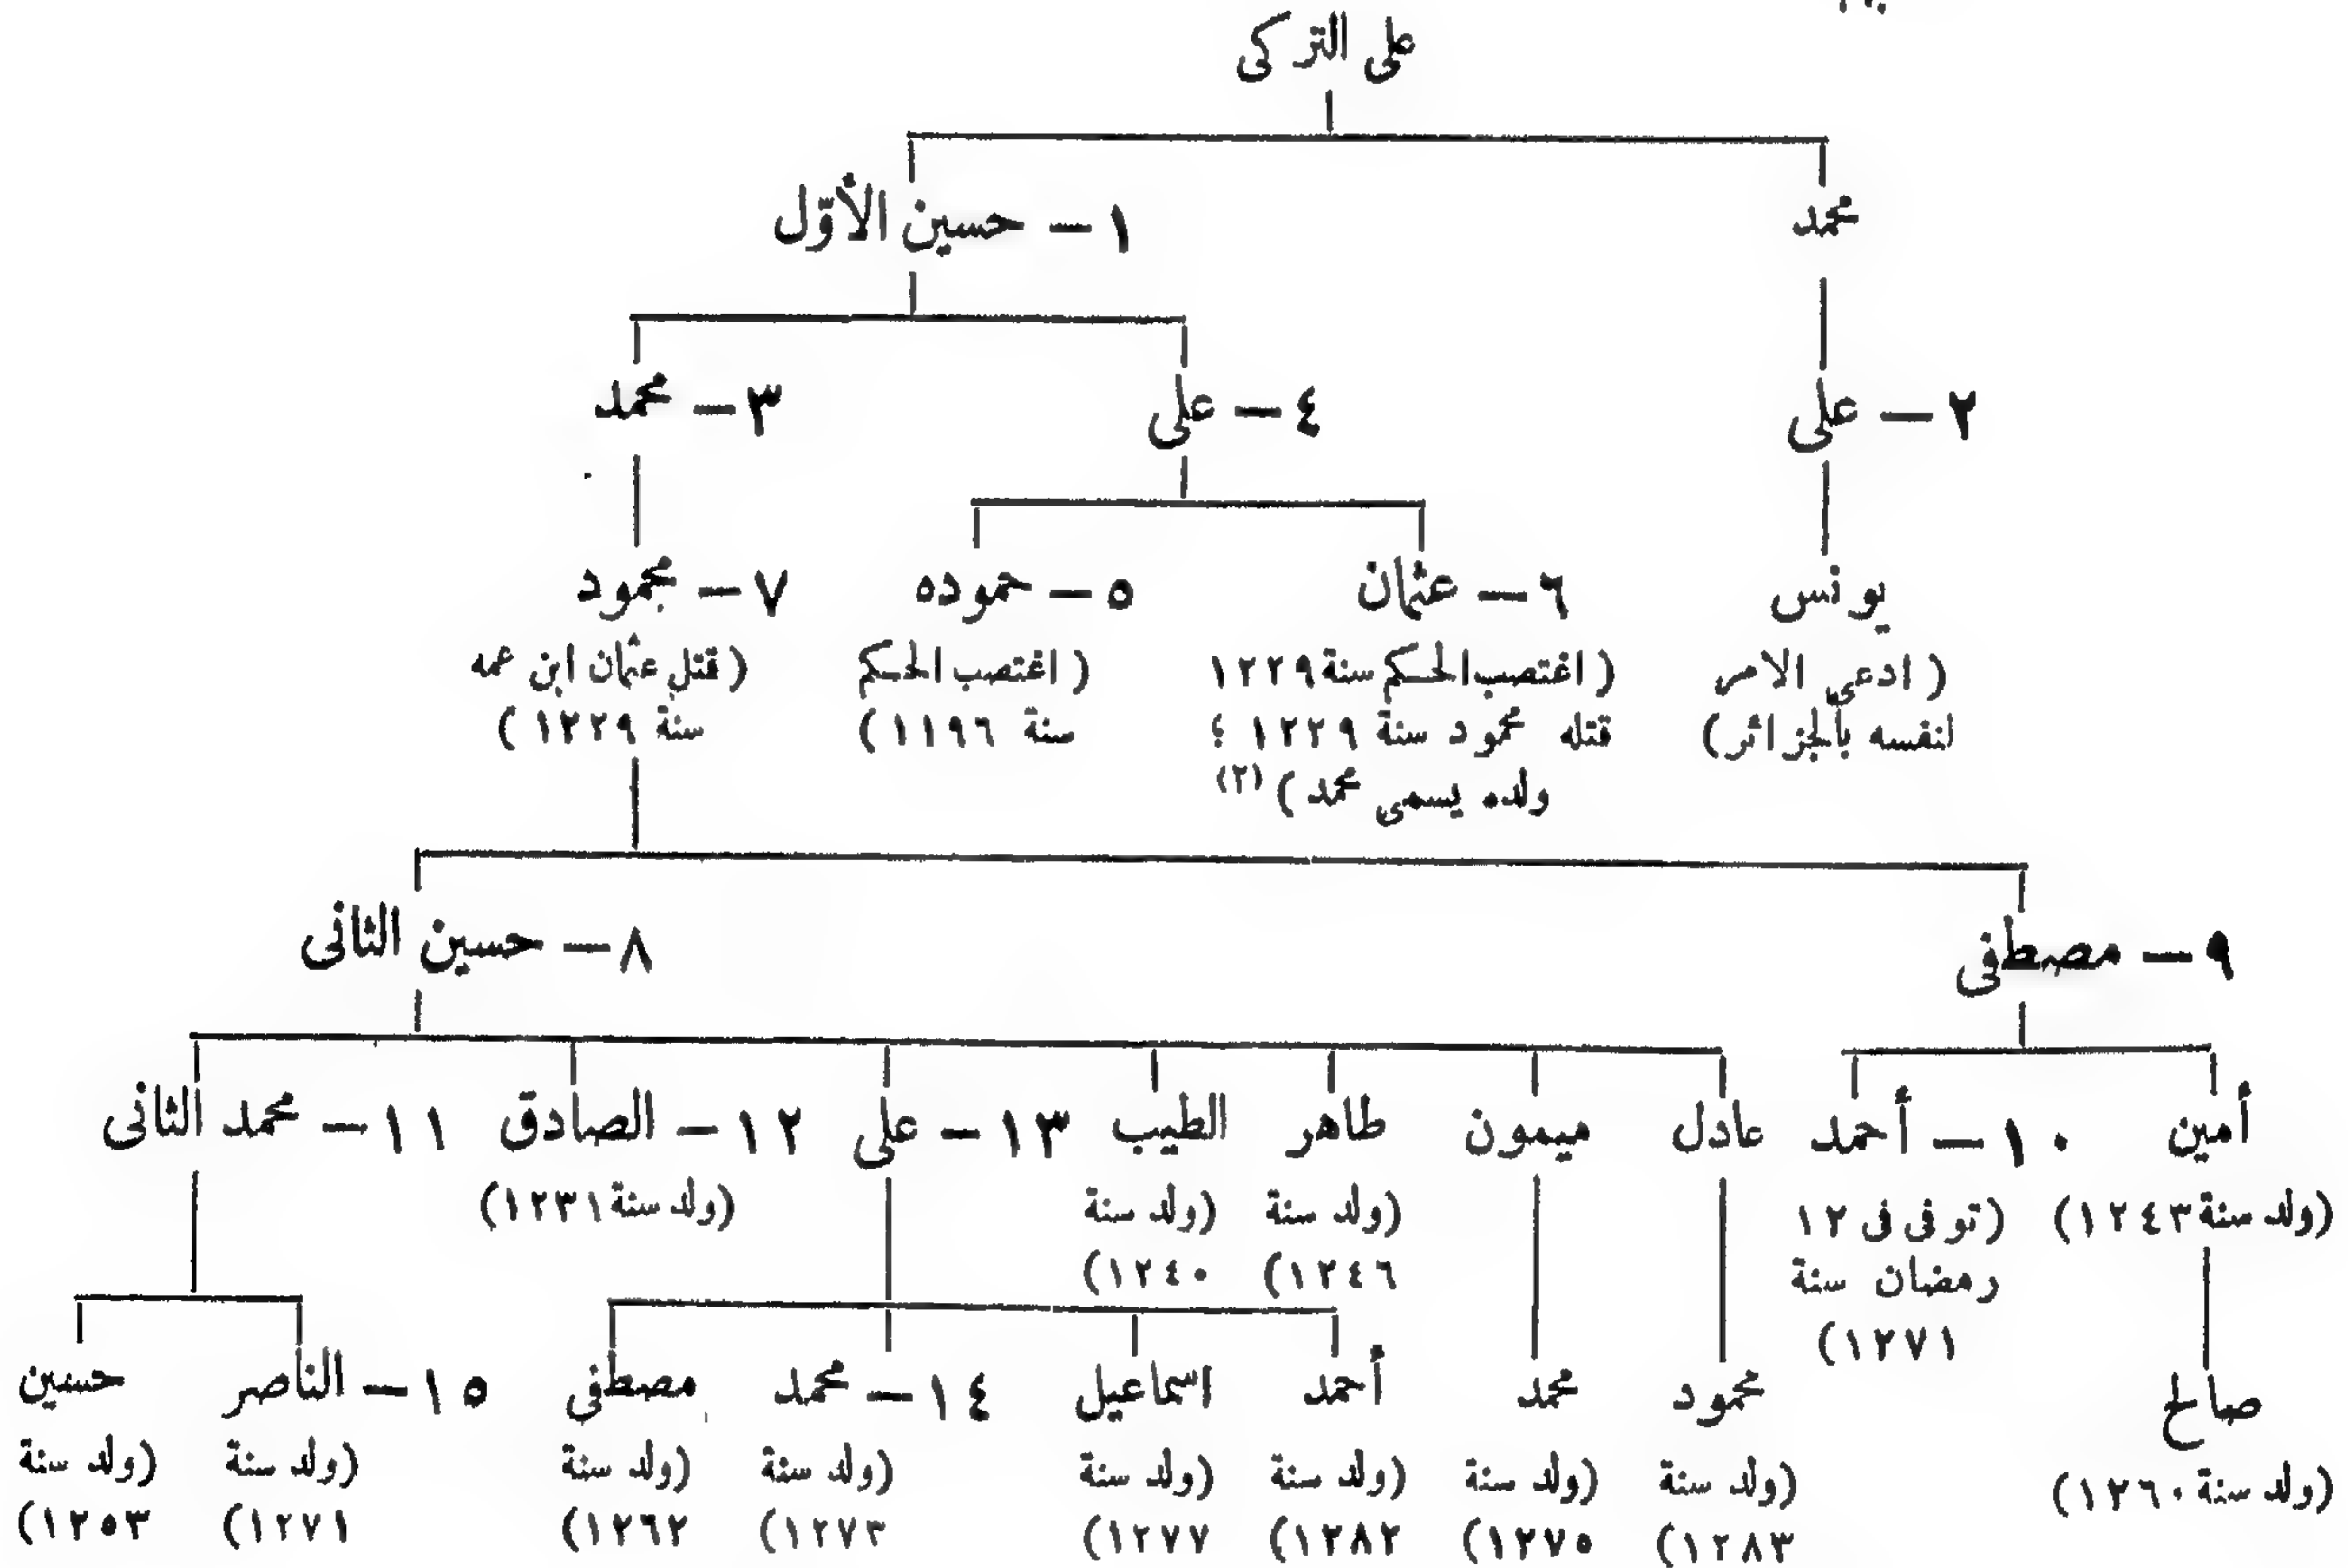 على التركى
محمد
١ — حسين الأوّل
٢ — على
٤ — على
٣ — محمد
يونس
(ادعى الامر
لنفسه بالجزائر)
٦ — عثمان
(اغتصب الحكم سنة ١٢٢٩
قتله محمود سنة ١٢٢٩ ؛
ولده يسمى محمد) (٢)
٥ — حموده
(اغتصب الحكم
سنة ١١٩٦)
٧ — محمود
(قتل عثمان ابن عمه
سنة ١٢٢٩)
٩ — مصطفى
٨ — حسين الثانى
أمين
(ولد سنة ١٢٤٣)
١٠ — أحمد
(توفى فى ١٢
رمضان سنة
١٢٧١)
عادل
ميمون
طاهر
(ولد سنة
١٢٤٦)
الطيب
(ولد سنة
١٢٤٠)
١٣ — على
١٢ — الصادق
(ولد سنة ١٢٣١)
١١ — محمد الثانى
صالح
(ولد سنة ١٢٦٠)
محمود
(ولد سنة
١٢٨٣)
محمد
(ولد سنة
١٢٧٥)
أحمد
(ولد سنة
١٢٨٢)
اسماعيل
(ولد سنة
١٢٧٧)
١٤ — محمد
(ولد سنة
١٢٧٣)
مصطفى
(ولد سنة
١٢٦٢)
١٥ — الناصر
(ولد سنة
١٢٧١)
حسين
(ولد سنة
١٢٥٣)